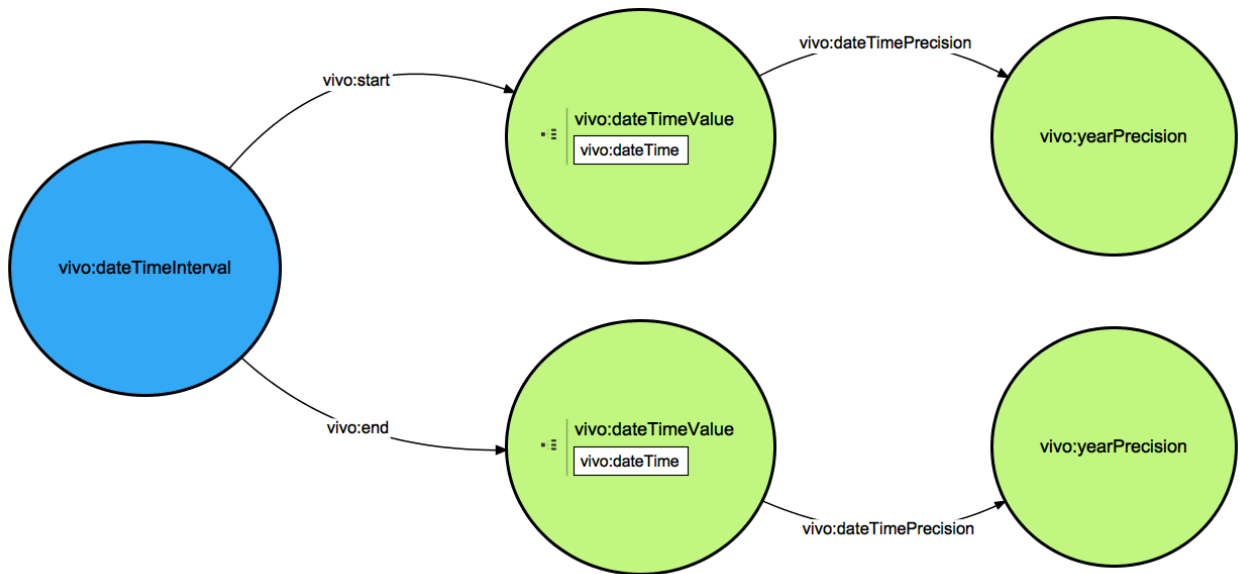 vivo:dateTimePrecision
vivo:start
vivo:dateTimeValue
vivo:dateTime
vivo:yearPrecision
vivo:dateTimeInterval
vivo:end
vivo:dateTimeValue
vivo:dateTime
vivo:yearPrecision
vivo:dateTimePrecision